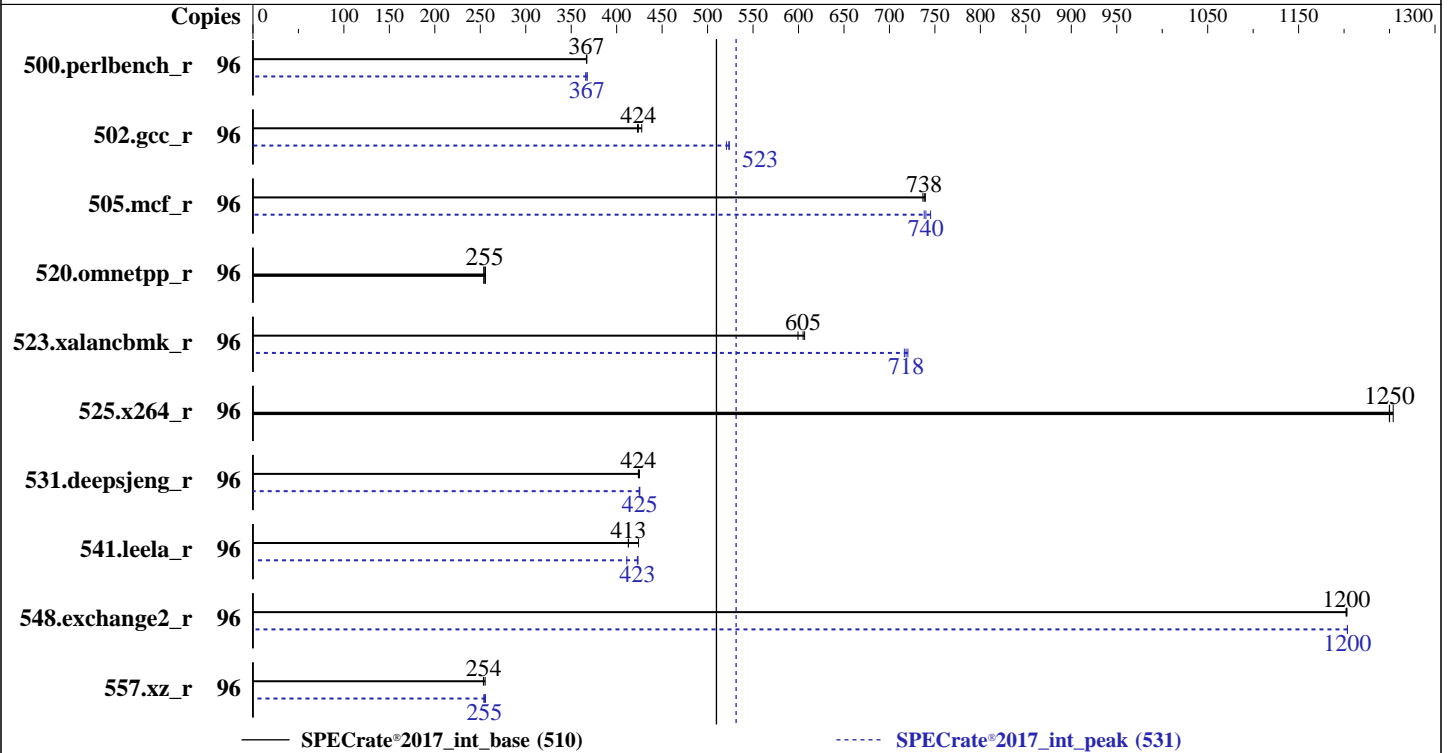 Copies 0 100 150 200 250 300 350 400 450 500 550 600 650 700 750 800 850 900 950 1050 1150 1300
500.perlbench_r 96 367
367
502.gcc_r 96 424
523
505.mcf_r 96 738
740
520.omnetpp_r 96 255
523.xalancbmk_r 96 605
718
525.x264_r 96 1250
531.deepsjeng_r 96 424
425
541.leela_r 96 413
423
548.exchange2_r 96 1200
1200
557.xz_r 96 254
255
SPECrate®2017_int_base (510) SPECrate®2017_int_peak (531)